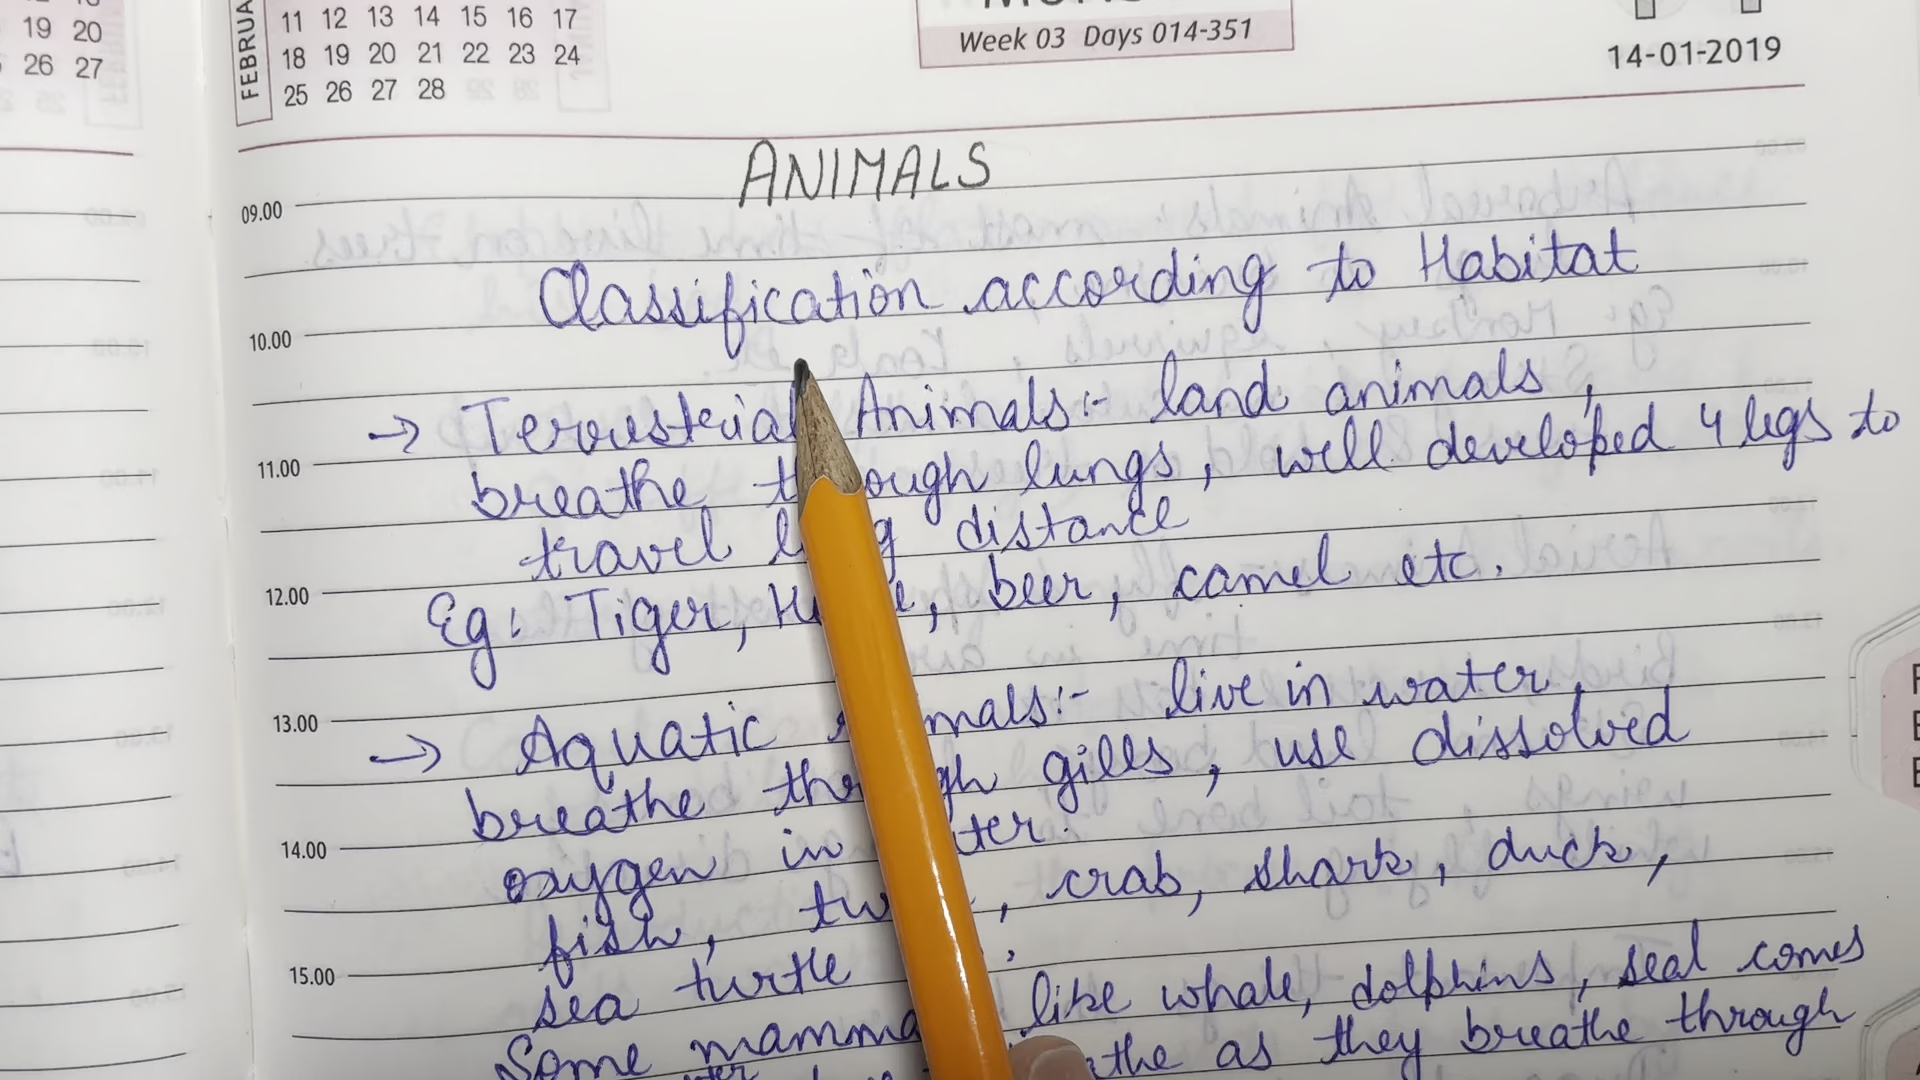 19 20
26 27
FEBRUA
11 12 13 14 15 16 17
18 19 20 21 22 23 24
25 26 27 28
Week 03 Days 014-351
14-01-2019
ANIMALS
09.00
Classification according to Habitat
10.00
→ Terrusterial Animals:- land animals,
11.00
breathe through lungs, well developed 4 legs to
travel distance
12.00
Eg: Tiger, beer, camel etc.
13.00
→ Aquatic mals:- live in water,
breathe gills, use dissolved
14.00
oxygen in
fish, crab, shark, duck,
15.00
sea turtle
Some like whale, dolphins, seal comes
as they breathe through